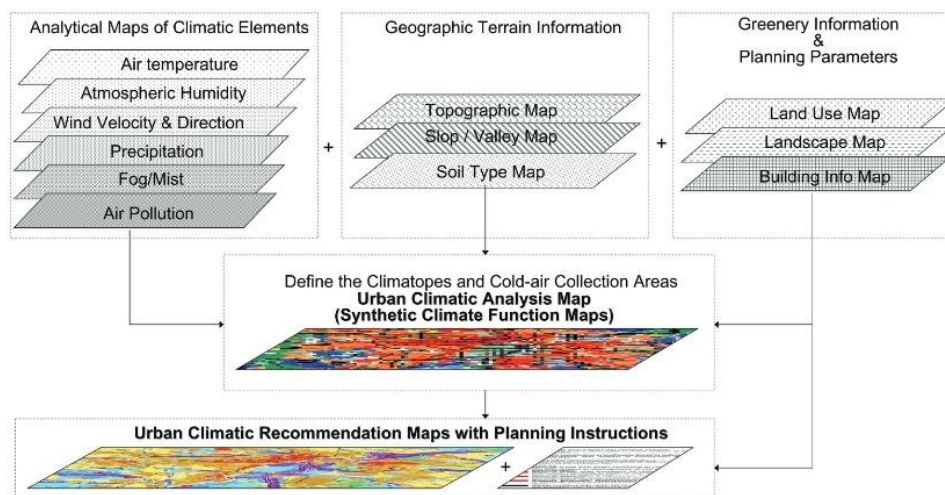 Analytical Maps of Climatic Elements
Air temperature
Atmospheric Humidity
Wind Velocity & Direction
Precipitation
Fog/Mist
Air Pollution
+
Geographic Terrain Information
Topographic Map
Slop / Valley Map
Soil Type Map
+
Greenery Information
&
Planning Parameters
Land Use Map
Landscape Map
Building Info Map
Define the Climatopes and Cold-air Collection Areas
Urban Climatic Analysis Map
(Synthetic Climate Function Maps)
Urban Climatic Recommendation Maps with Planning Instructions
+